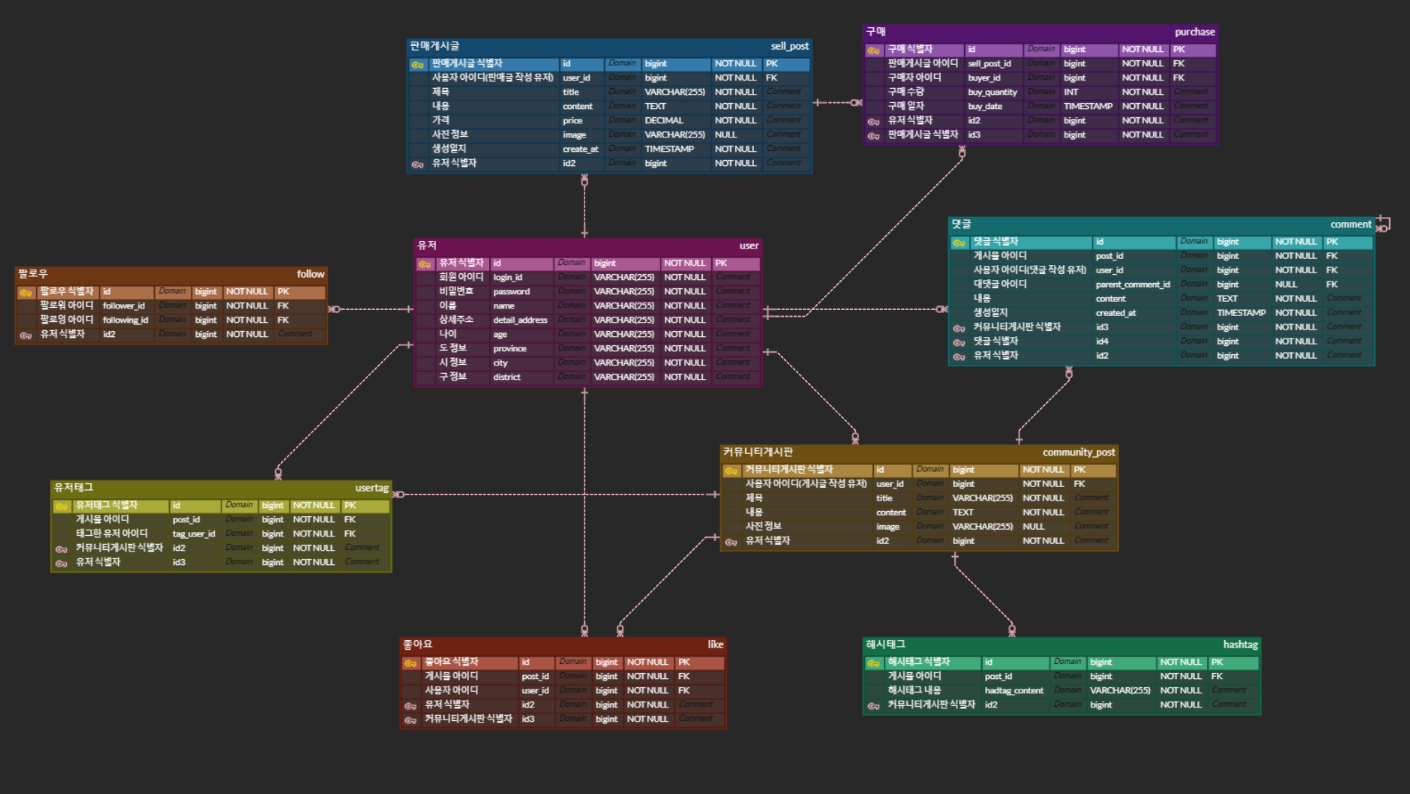 판매게시글 sell_post
판매게시글 식별자 id Domain bigint NOT NULL PK
사용자 아이디(판매글 작성 유저) user_id Domain bigint NOT NULL FK
제목 title Domain VARCHAR(255) NOT NULL Comment
내용 content Domain TEXT NOT NULL Comment
가격 price Domain DECIMAL NOT NULL Comment
사진 정보 image Domain VARCHAR(255) NULL Comment
생성일지 create_at Domain TIMESTAMP NOT NULL Comment
유저 식별자 id2 Domain bigint NOT NULL Comment
구매 purchase
구매 식별자 id Domain bigint NOT NULL PK
판매게시글 아이디 sell_post_id Domain bigint NOT NULL FK
구매자 아이디 buyer_id Domain bigint NOT NULL FK
구매 수량 buy_quantity Domain INT NOT NULL Comment
구매 일자 buy_date Domain TIMESTAMP NOT NULL Comment
유저 식별자 id2 Domain bigint NOT NULL Comment
판매게시글 식별자 id3 Domain bigint NOT NULL Comment
유저 user
유저 식별자 id Domain bigint NOT NULL PK
회원 아이디 login_id Domain VARCHAR(255) NOT NULL Comment
비밀번호 password Domain VARCHAR(255) NOT NULL Comment
이름 name Domain VARCHAR(255) NOT NULL Comment
상세주소 detail_address Domain VARCHAR(255) NOT NULL Comment
나이 age Domain VARCHAR(255) NOT NULL Comment
도 정보 province Domain VARCHAR(255) NOT NULL Comment
시 정보 city Domain VARCHAR(255) NOT NULL Comment
구 정보 district Domain VARCHAR(255) NOT NULL Comment
댓글 comment
댓글 식별자 id Domain bigint NOT NULL PK
게시물 아이디 post_id Domain bigint NOT NULL FK
사용자 아이디(댓글 작성 유저) user_id Domain bigint NOT NULL FK
대댓글 아이디 parent_comment_id Domain bigint NULL FK
내용 content Domain TEXT NOT NULL Comment
생성일지 created_at Domain TIMESTAMP NOT NULL Comment
커뮤니티게시판 식별자 id3 Domain bigint NOT NULL Comment
댓글 식별자 id4 Domain bigint NOT NULL Comment
유저 식별자 id2 Domain bigint NOT NULL Comment
팔로우 follow
팔로우 식별자 id Domain bigint NOT NULL PK
팔로워 아이디 follower_id Domain bigint NOT NULL FK
팔로잉 아이디 following_id Domain bigint NOT NULL FK
유저 식별자 id2 Domain bigint NOT NULL Comment
커뮤니티게시판 community_post
커뮤니티게시판 식별자 id Domain bigint NOT NULL PK
사용자 아이디(게시글 작성 유저) user_id Domain bigint NOT NULL FK
제목 title Domain VARCHAR(255) NOT NULL Comment
내용 content Domain TEXT NOT NULL Comment
사진 정보 image Domain VARCHAR(255) NULL Comment
유저 식별자 id2 Domain bigint NOT NULL Comment
유저태그 usertag
유저태그 식별자 id Domain bigint NOT NULL PK
게시물 아이디 post_id Domain bigint NOT NULL FK
태그한 유저 아이디 tag_user_id Domain bigint NOT NULL FK
커뮤니티게시판 식별자 id2 Domain bigint NOT NULL Comment
유저 식별자 id3 Domain bigint NOT NULL Comment
좋아요 like
좋아요 식별자 id Domain bigint NOT NULL PK
게시물 아이디 post_id Domain bigint NOT NULL FK
사용자 아이디 user_id Domain bigint NOT NULL FK
유저 식별자 id2 Domain bigint NOT NULL Comment
커뮤니티게시판 식별자 id3 Domain bigint NOT NULL Comment
해시태그 hashtag
해시태그 식별자 id Domain bigint NOT NULL PK
게시물 아이디 post_id Domain bigint NOT NULL FK
해시태그 내용 hadtag_content Domain VARCHAR(255) NOT NULL Comment
커뮤니티게시판 식별자 id2 Domain bigint NOT NULL Comment